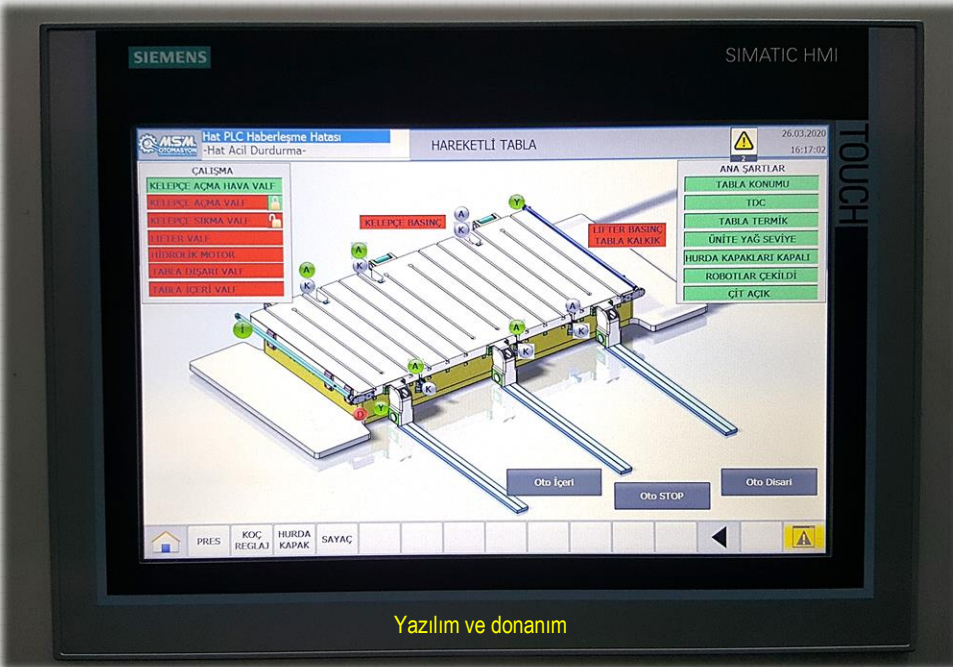 SIEMENS
SIMATIC HMI
TOUCH
MSM OTOMASYON
Hat PLC Haberleşme Hatası
-Hat Acil Durdurma-
HAREKETLİ TABLA
2
26.03.2020
16:17:02
ÇALIŞMA
KELEPÇE AÇMA HAVA VALF
KELEPÇE AÇMA VALF
KELEPÇE SIKMA VALF
LIFTER VALF
HİDROLİK MOTOR
TABLA DIŞARI VALF
TABLA İÇERİ VALF
KELEPÇE BASINÇ
LIFTER BASINÇ
TABLA KALKIK
ANA ŞARTLAR
TABLA KONUMU
TDC
TABLA TERMİK
ÜNİTE YAĞ SEVİYE
HURDA KAPAKLARI KAPALI
ROBOTLAR ÇEKİLDİ
ÇİT AÇIK
Y
A
K
A
K
A
K
İ
A
K
A
K
A
K
D
Y
Oto İçeri
Oto STOP
Oto Disari
PRES
KOÇ REGLAJ
HURDA KAPAK
SAYAÇ
Yazılım ve donanım